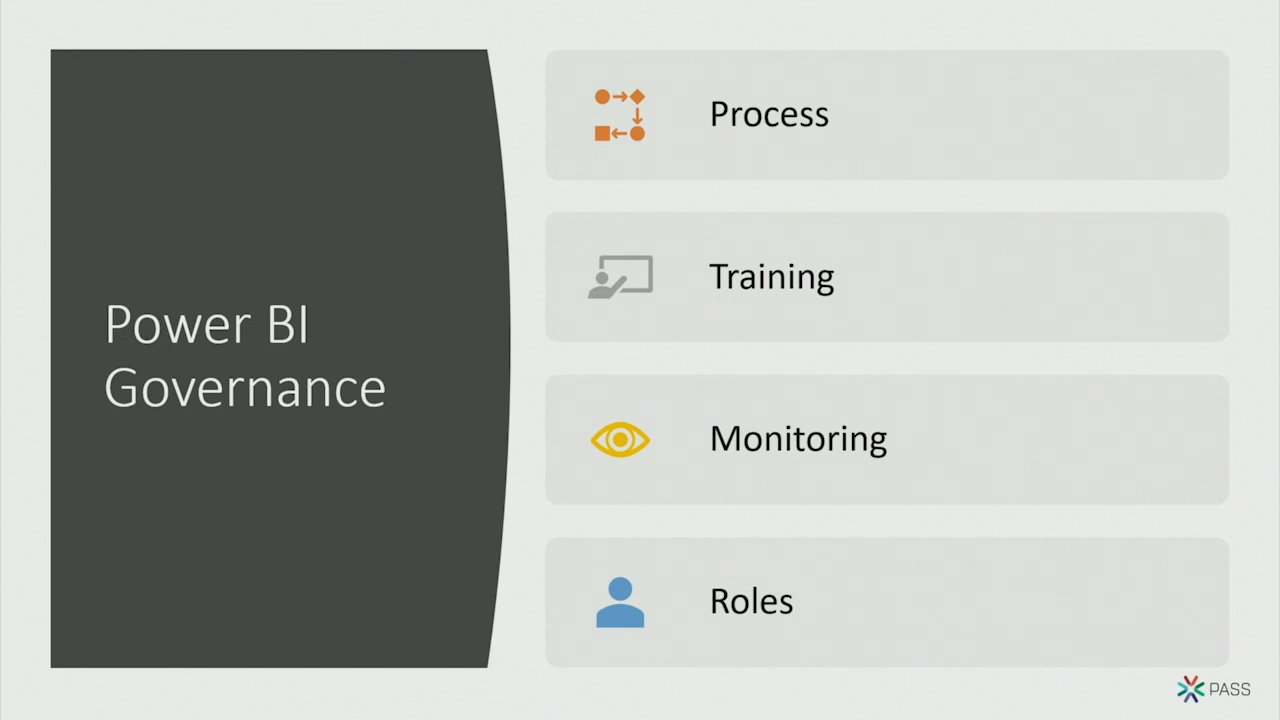 Power BI
Governance
Process
Training
Monitoring
Roles
PASS